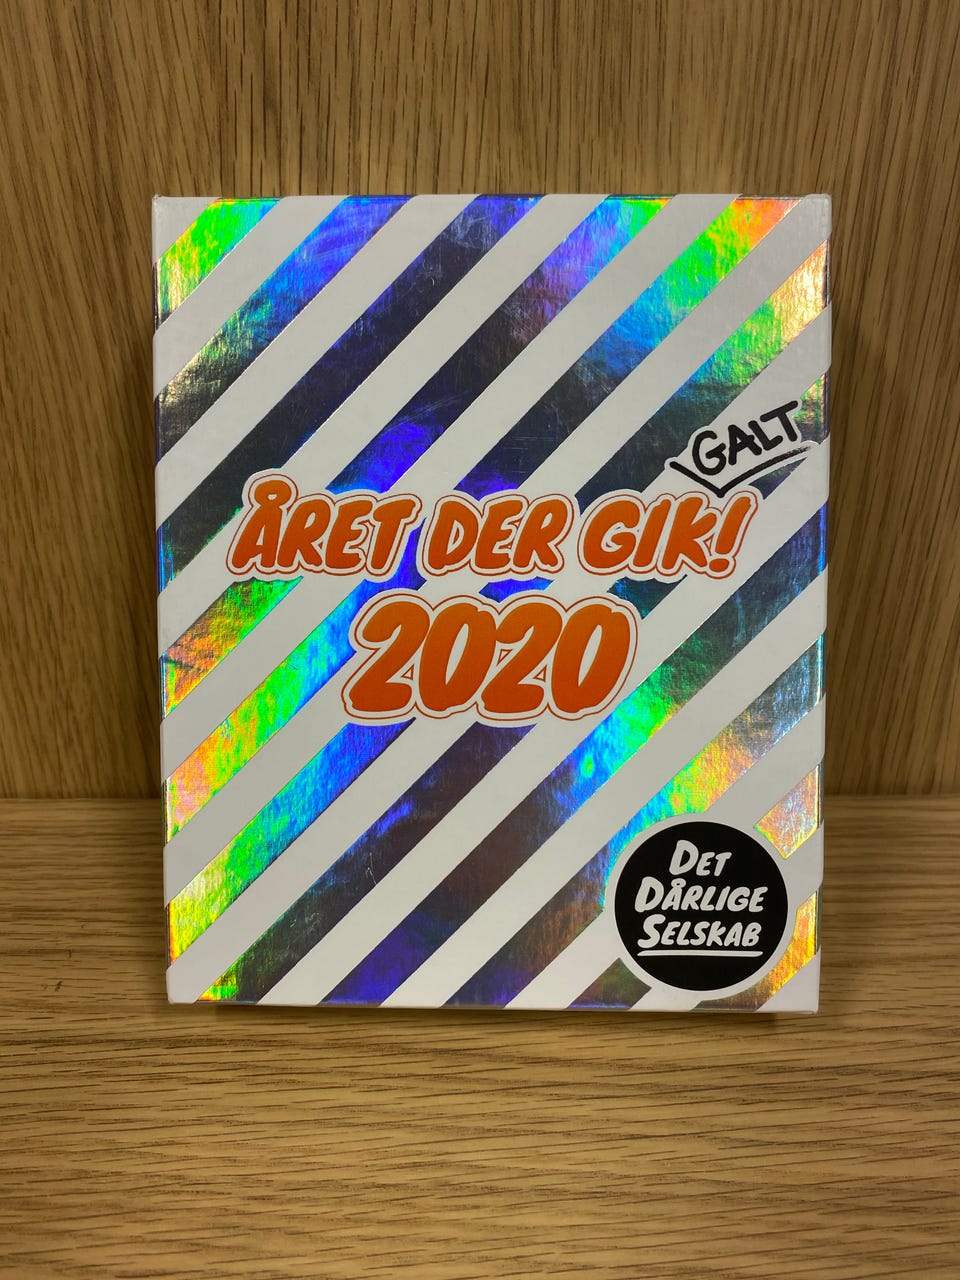 GALT
ÅRET DER GIK!
2020
DET
DÅRLIGE
SELSKAB